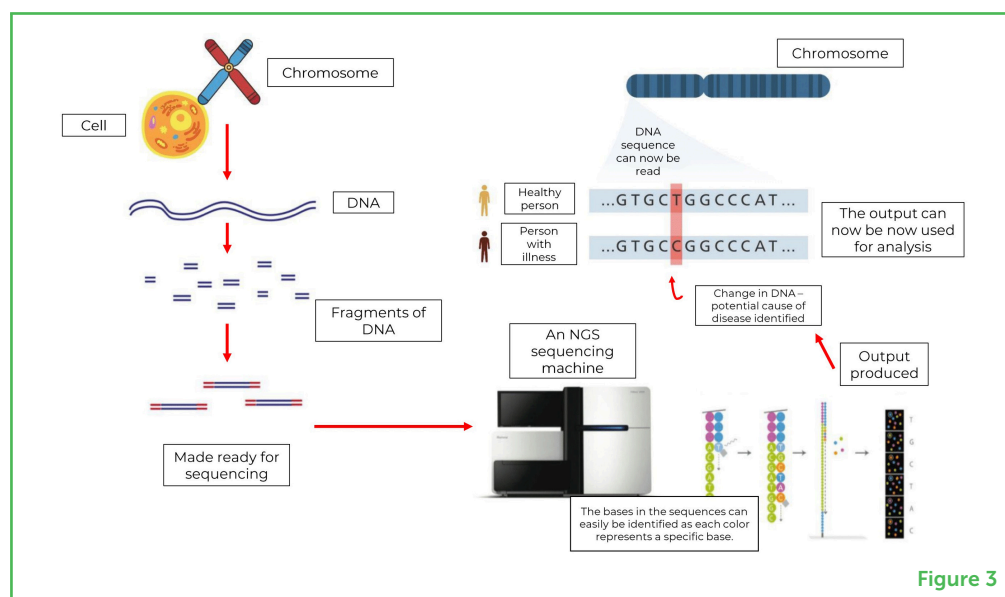 Chromosome
Cell
DNA
Fragments of
DNA
Made ready for
sequencing
An NGS
sequencing
machine
The bases in the sequences can
easily be identified as each color
represents a specific base.
A
C
G
A
T
G
T
A
C
G
A
T
G
C
T
G
C
T
A
C
T
G
C
T
A
C
Output
produced
Change in DNA –
potential cause of
disease identified
Chromosome
DNA
sequence
can now be
read
Healthy
person
...GTGCTGGCCCAT...
Person
with
illness
...GTGCCGGCCCAT...
The output can
now be now used
for analysis
Figure 3